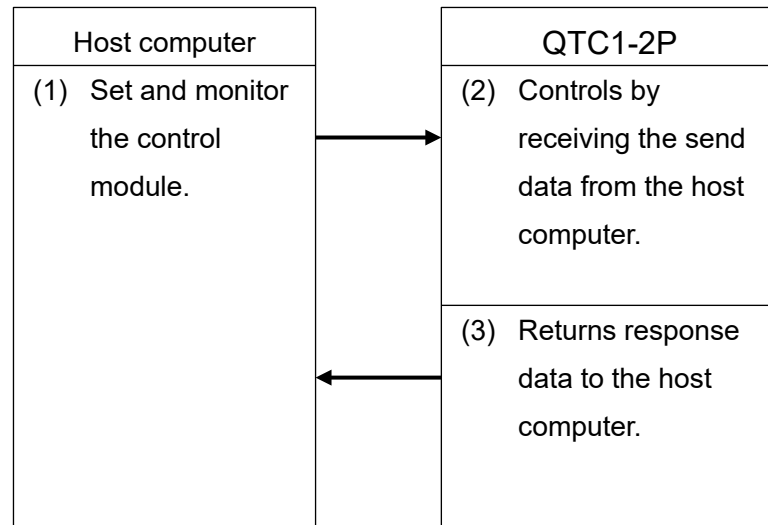 Host computer
(1) Set and monitor
the control
module.
QTC1-2P
(2) Controls by
receiving the send
data from the host
computer.
(3) Returns response
data to the host
computer.